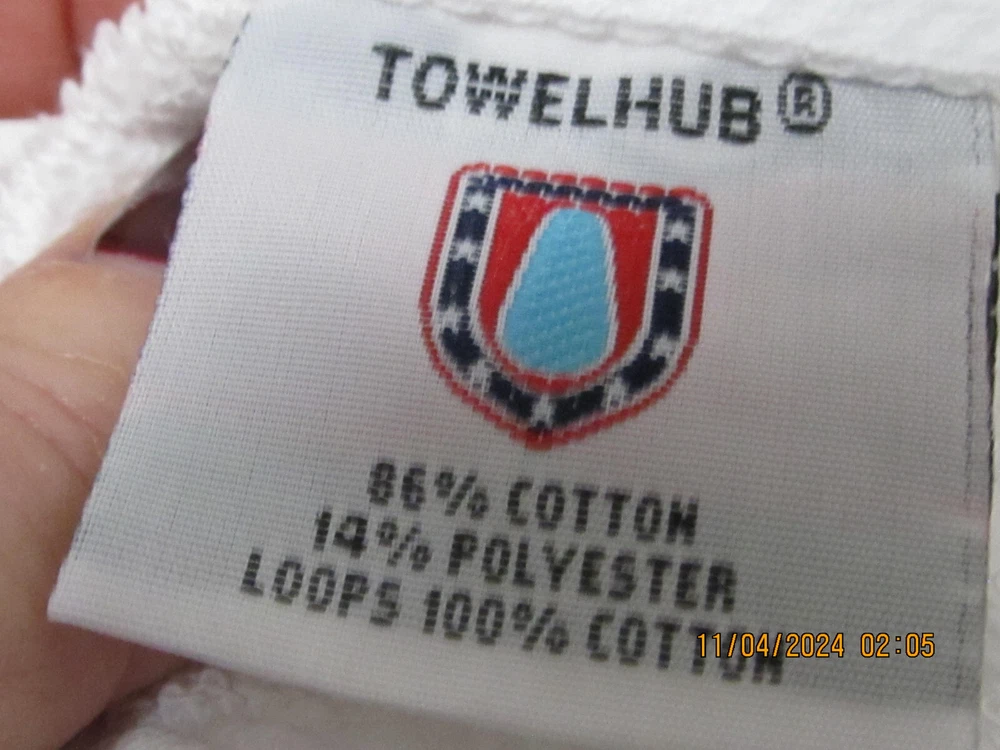 TOWELHUB®
86% COTTON
14% POLYESTER
LOOPS 100% COTTON
11/04/2024 02:05